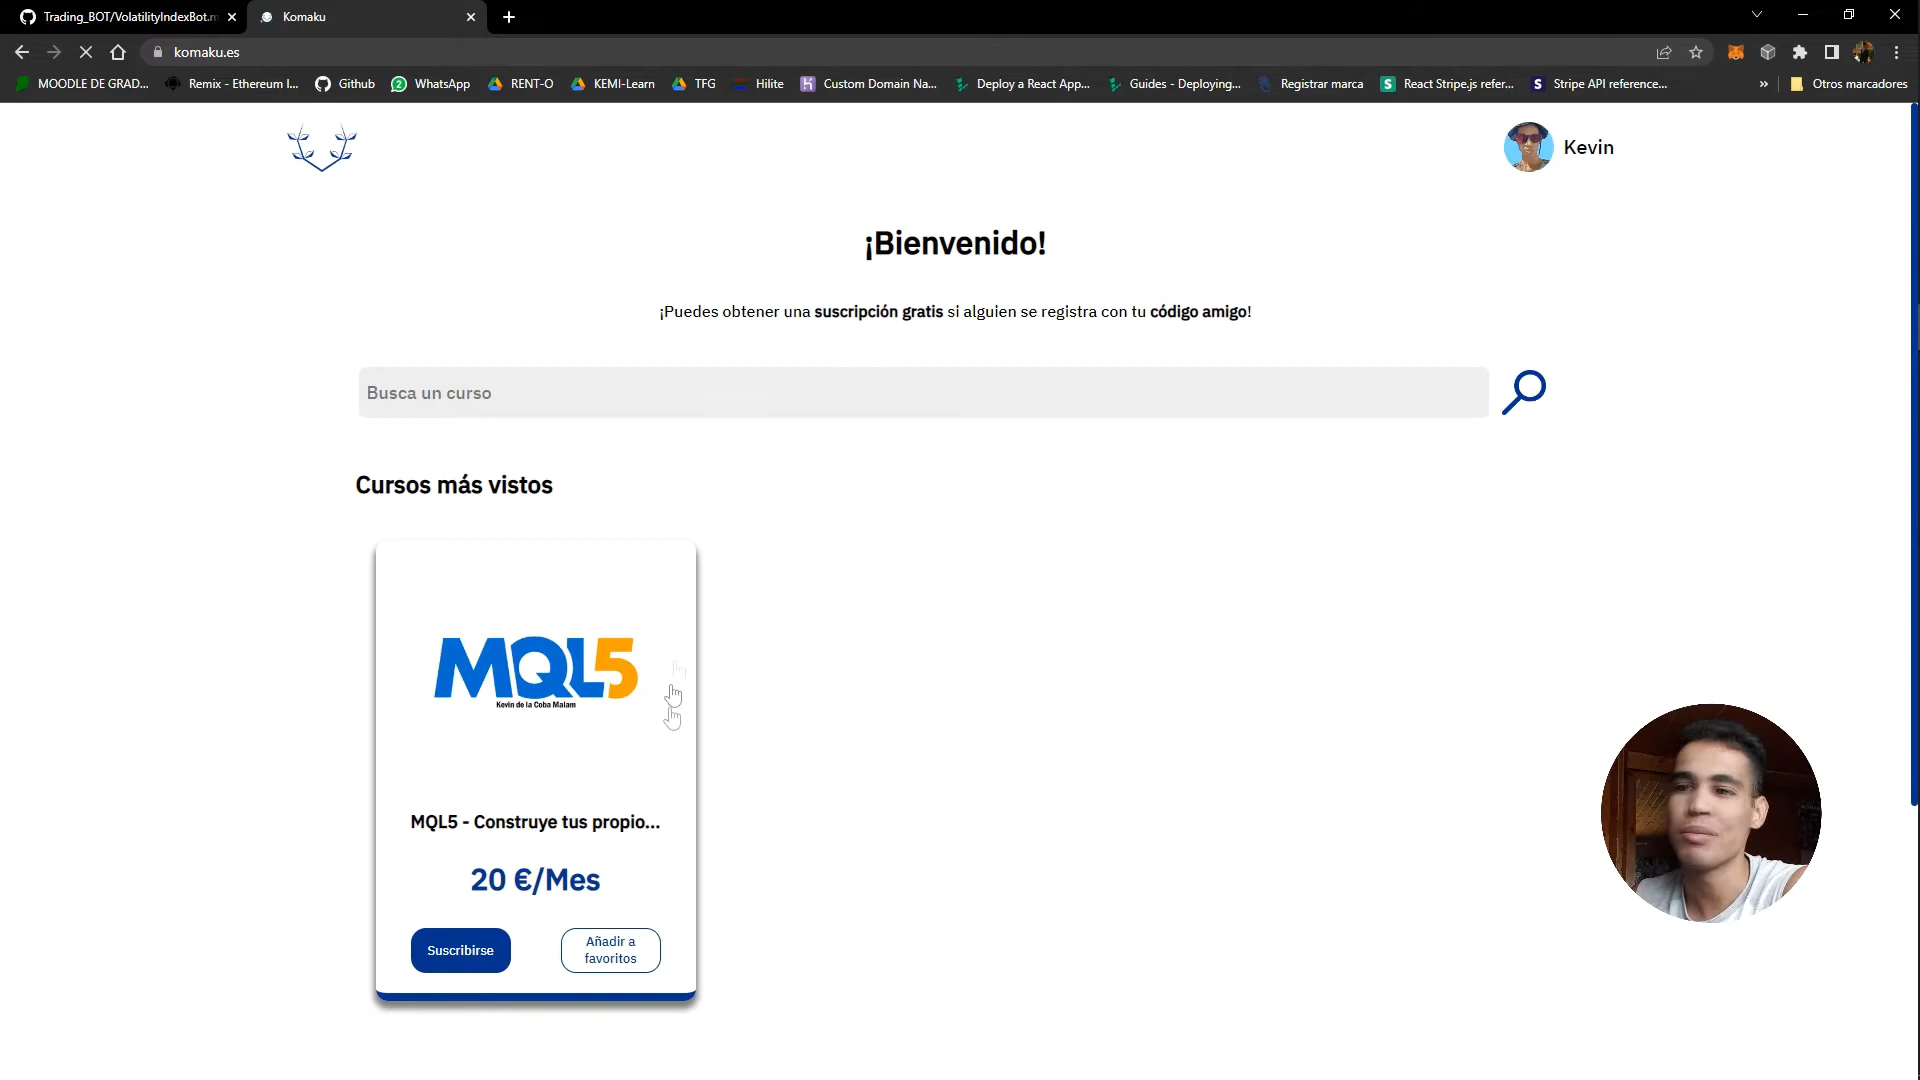 Trading_BOT/VolatilityIndexBot.m
Komaku
komaku.es
MOODLE DE GRAD...
Remix - Ethereum I...
Github
WhatsApp
RENT-O
KEMI-Learn
TFG
Hilite
Custom Domain Na...
Deploy a React App...
Guides - Deploying...
Registrar marca
React Stripe.js refer...
Stripe API reference...
»
Otros marcadores
Kevin
¡Bienvenido!
¡Puedes obtener una suscripción gratis si alguien se registra con tu código amigo!
Busca un curso
Cursos más vistos
MQL5
Kevin de la Coba Malam
MQL5 - Construye tus propio...
20 €/Mes
Suscribirse
Añadir a
favoritos